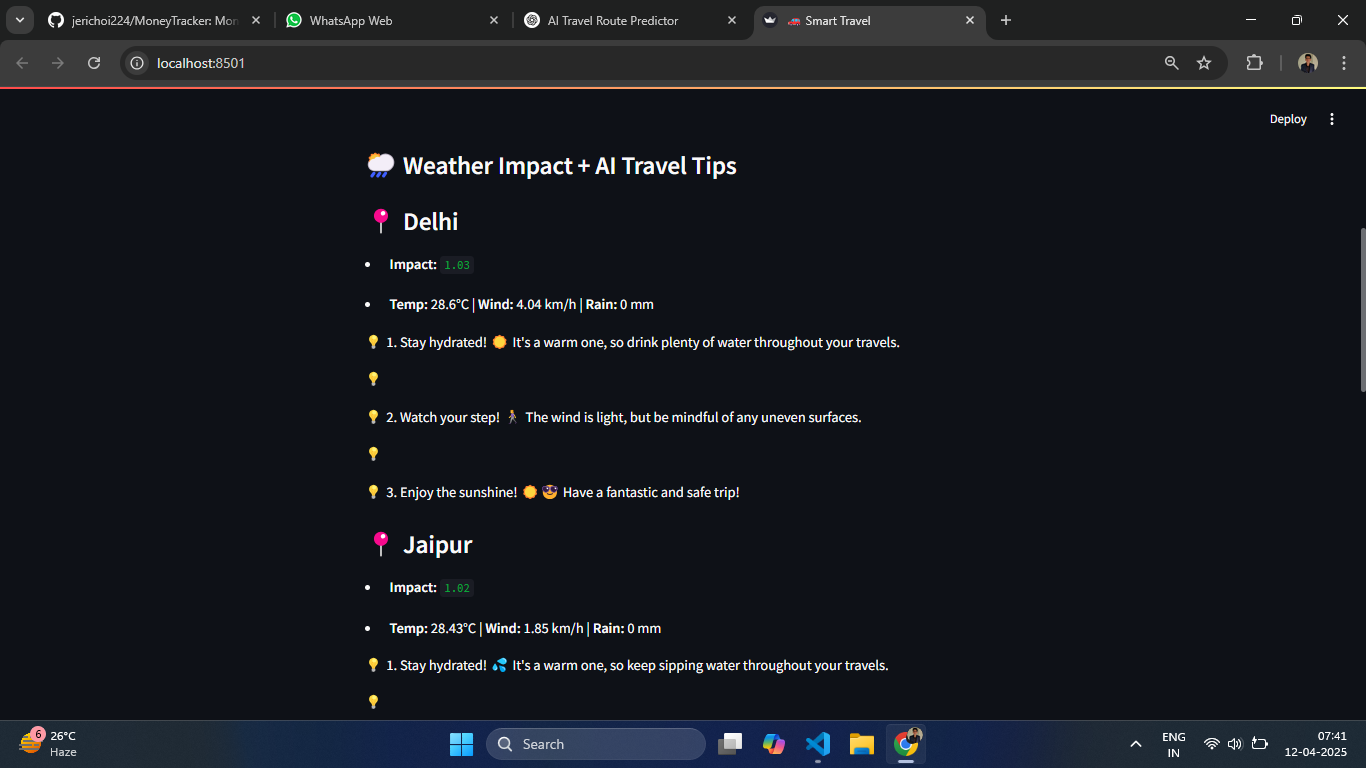 jerichoi224/MoneyTracker: Mon
WhatsApp Web
AI Travel Route Predictor
🚗 Smart Travel
localhost:8501
Deploy
🌦️ Weather Impact + AI Travel Tips
📍 Delhi
• Impact: 1.03
• Temp: 28.6°C | Wind: 4.04 km/h | Rain: 0 mm
💡 1. Stay hydrated! ☀️ It's a warm one, so drink plenty of water throughout your travels.
💡
💡 2. Watch your step! 🚶 The wind is light, but be mindful of any uneven surfaces.
💡
💡 3. Enjoy the sunshine! ☀️ 😎 Have a fantastic and safe trip!
📍 Jaipur
• Impact: 1.02
• Temp: 28.43°C | Wind: 1.85 km/h | Rain: 0 mm
💡 1. Stay hydrated! 💦 It's a warm one, so keep sipping water throughout your travels.
💡
6
26°C
Haze
Search
ENG
IN
07:41
12-04-2025